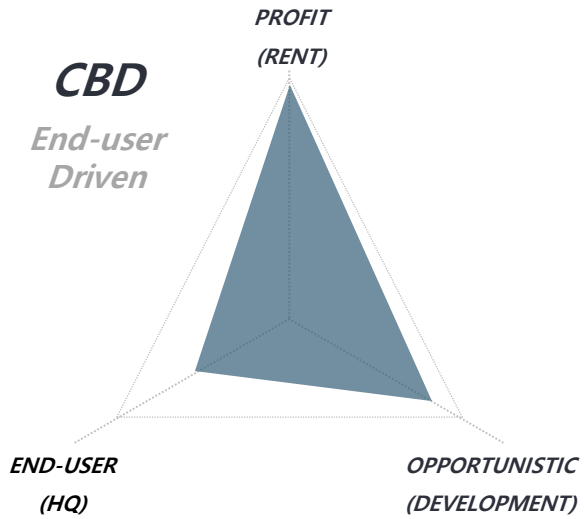 PROFIT
(RENT)
CBD
End-user
Driven
END-USER
(HQ)
OPPORTUNISTIC
(DEVELOPMENT)